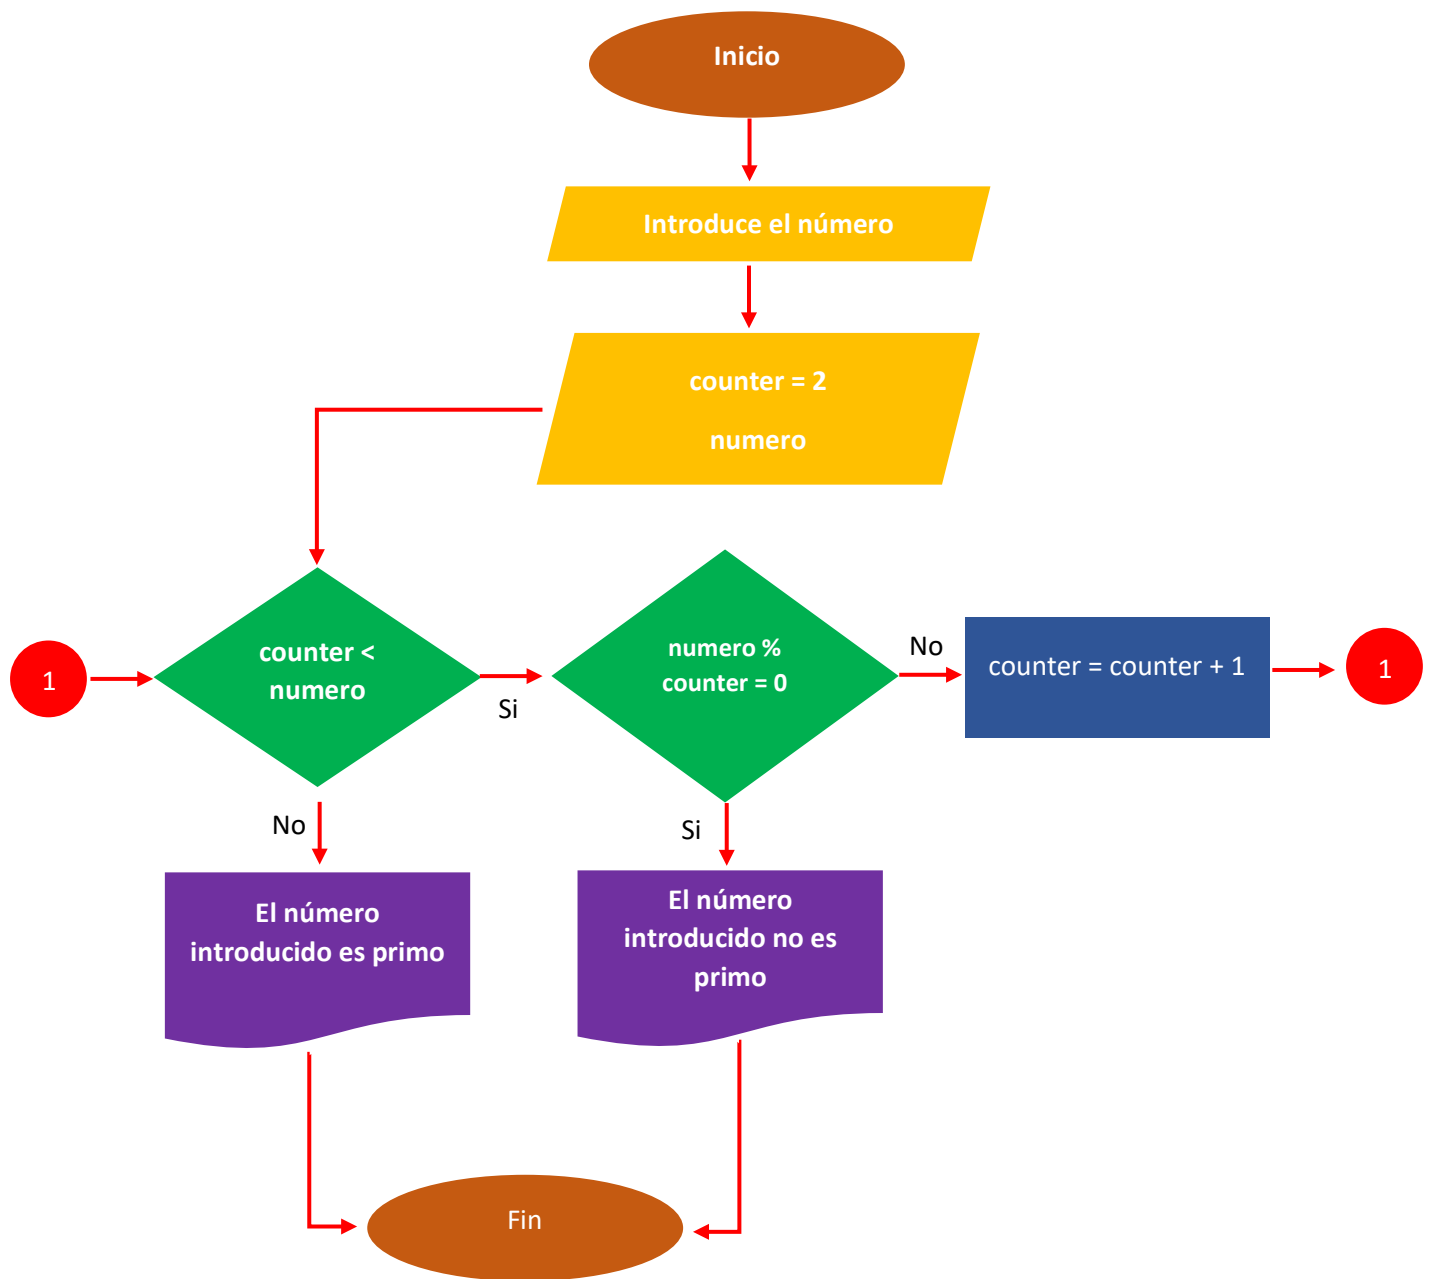 Inicio
Introduce el número
counter = 2
numero
1
counter <
numero
Si
numero %
counter = 0
No
counter = counter + 1
1
No
Si
El número
introducido es primo
El número
introducido no es
primo
Fin